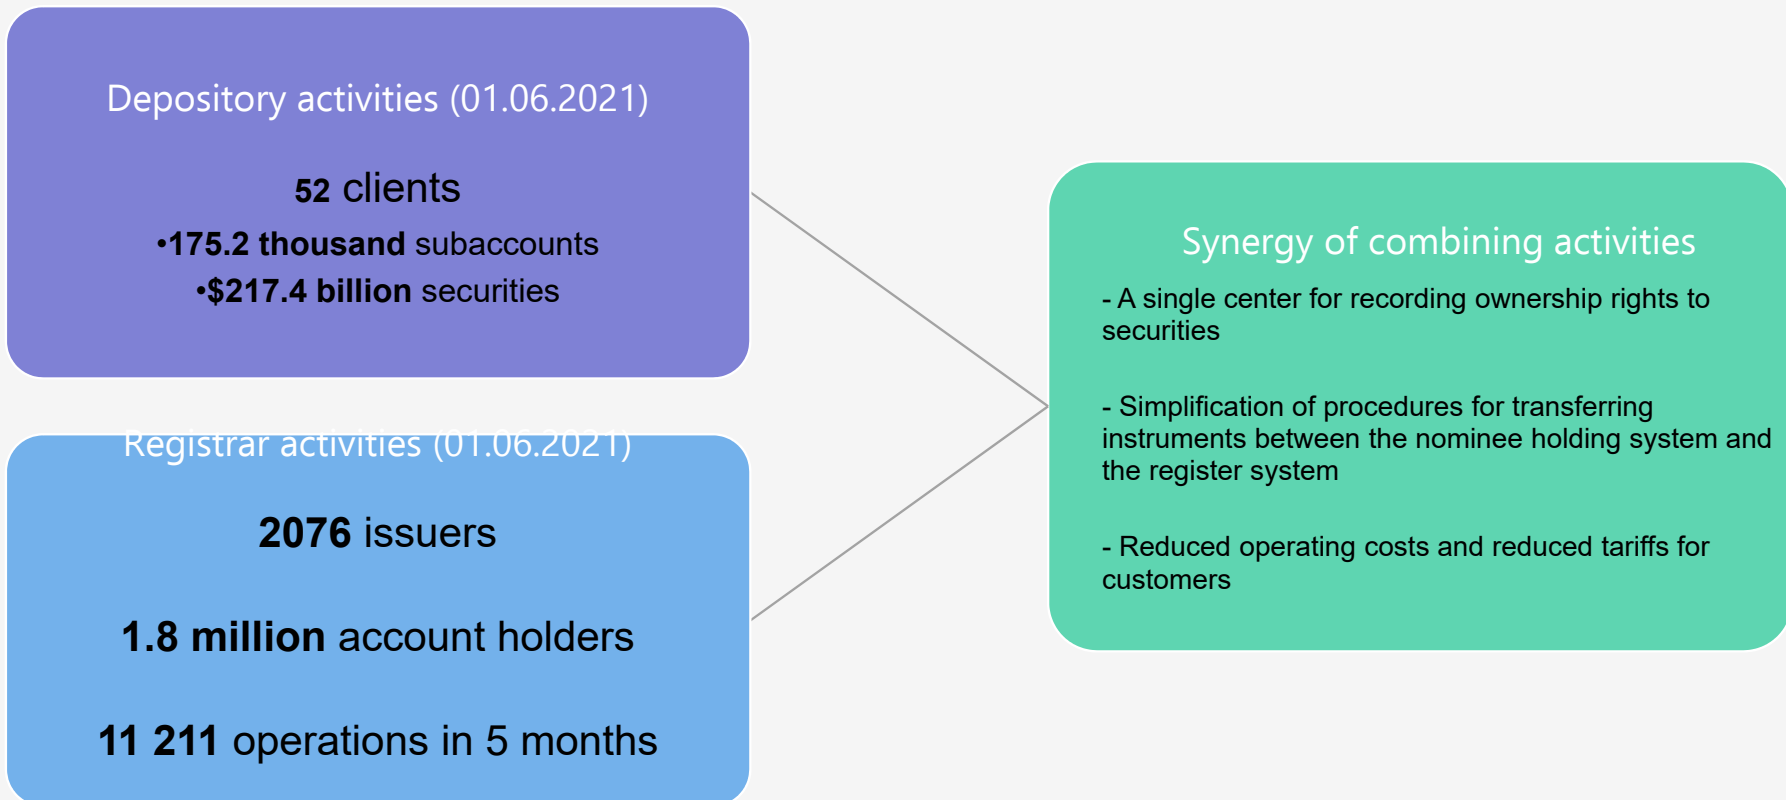 Depository activities (01.06.2021)
52 clients
•175.2 thousand subaccounts
•$217.4 billion securities
Registrar activities (01.06.2021)
2076 issuers
1.8 million account holders
11 211 operations in 5 months
Synergy of combining activities
- A single center for recording ownership rights to
securities
- Simplification of procedures for transferring
instruments between the nominee holding system and
the register system
- Reduced operating costs and reduced tariffs for
customers